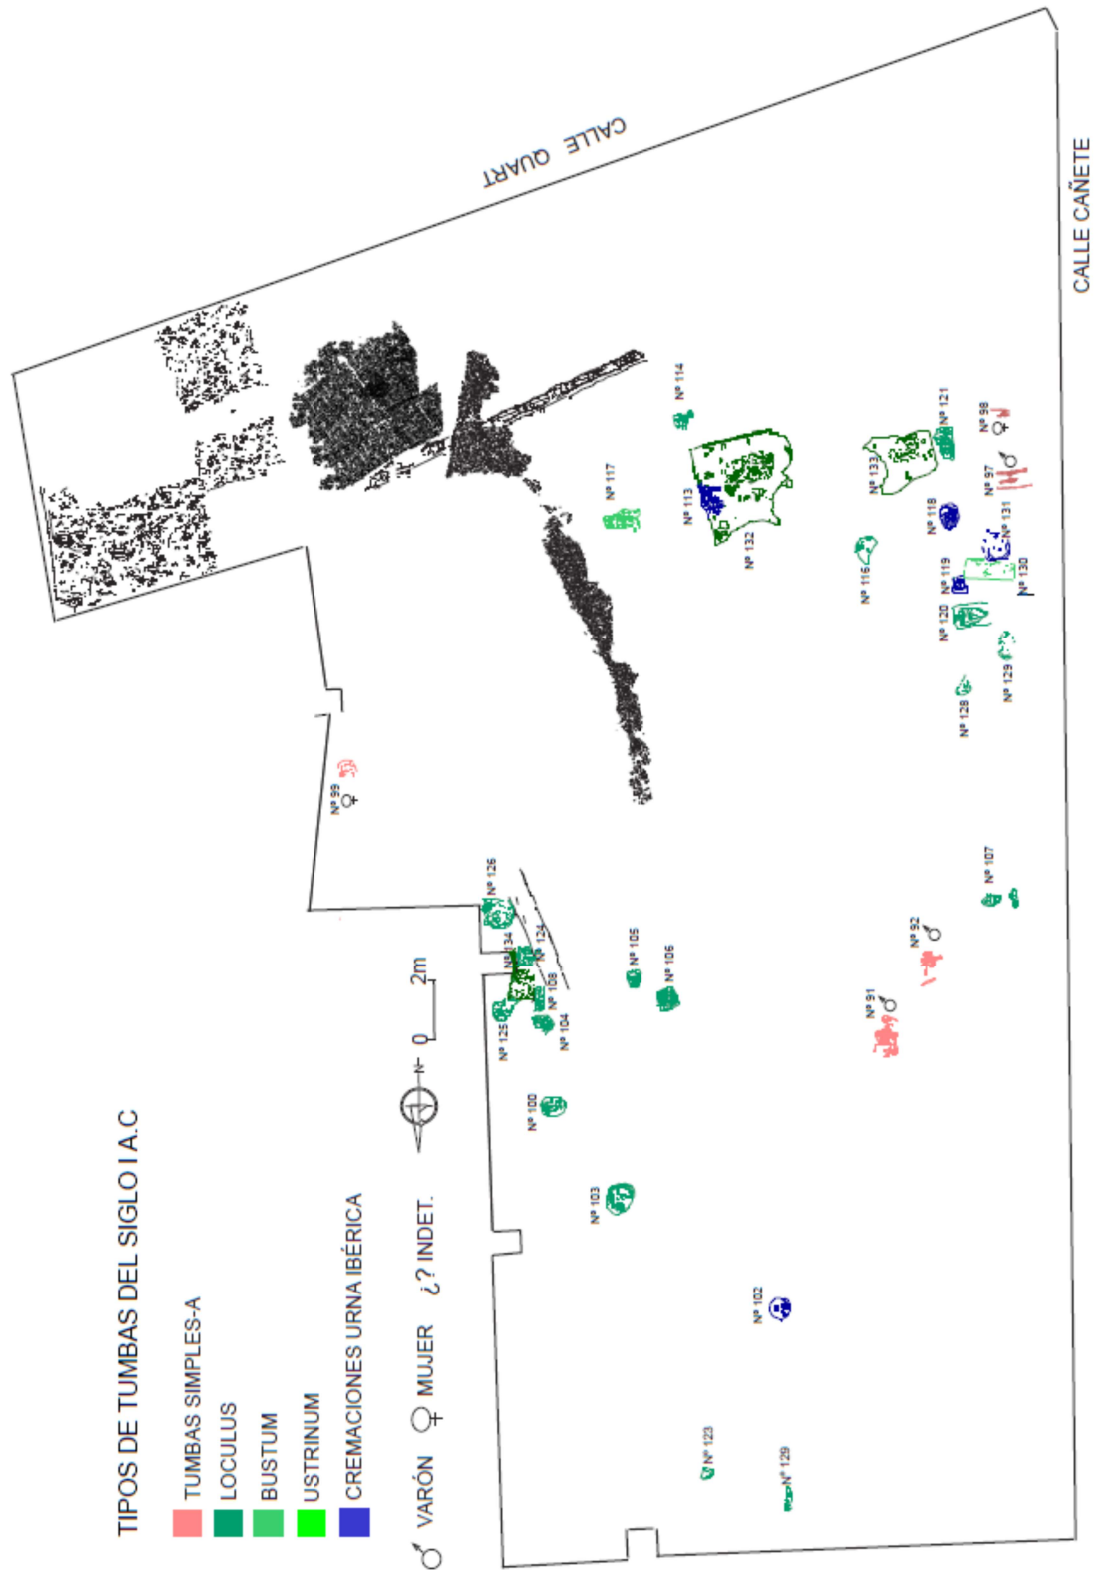 TIPOS DE TUMBAS DEL SIGLO I A.C
TUMBAS SIMPLES-A
LOCULUS
BUSTUM
USTRINUM
CREMACIONES URNA IBÉRICA
♂ VARÓN ♀ MUJER ¿? INDET.
N
0 2m
CALLE QUART
CALLE CAÑETE
Nº 99
Nº 126
Nº 134
Nº 124
Nº 125
Nº 108
Nº 104
Nº 100
Nº 103
Nº 105
Nº 106
Nº 102
Nº 123
Nº 129
Nº 91
Nº 92
Nº 107
Nº 117
Nº 114
Nº 113
Nº 132
Nº 133
Nº 121
Nº 98
Nº 97
Nº 118
Nº 131
Nº 116
Nº 119
Nº 130
Nº 120
Nº 129
Nº 128